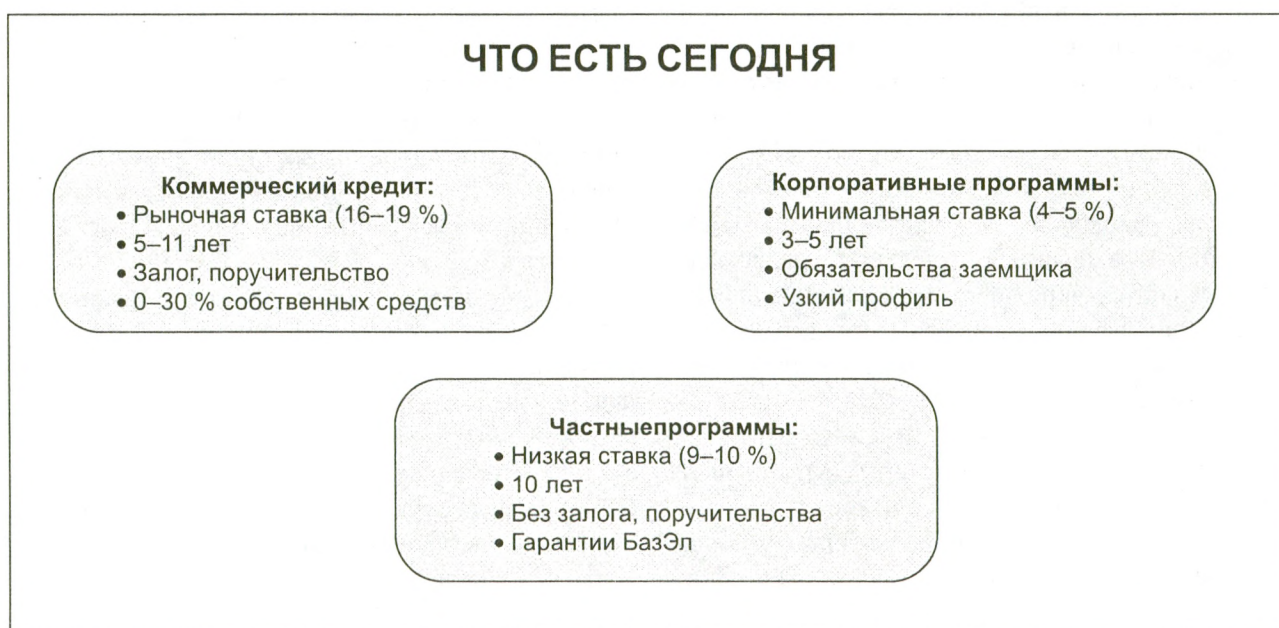 ЧТО ЕСТЬ СЕГОДНЯ
Коммерческий кредит:
• Рыночная ставка (16–19 %)
• 5–11 лет
• Залог, поручительство
• 0–30 % собственных средств
Корпоративные программы:
• Минимальная ставка (4–5 %)
• 3–5 лет
• Обязательства заемщика
• Узкий профиль
Частныепрограммы:
• Низкая ставка (9–10 %)
• 10 лет
• Без залога, поручительства
• Гарантии БазЭл